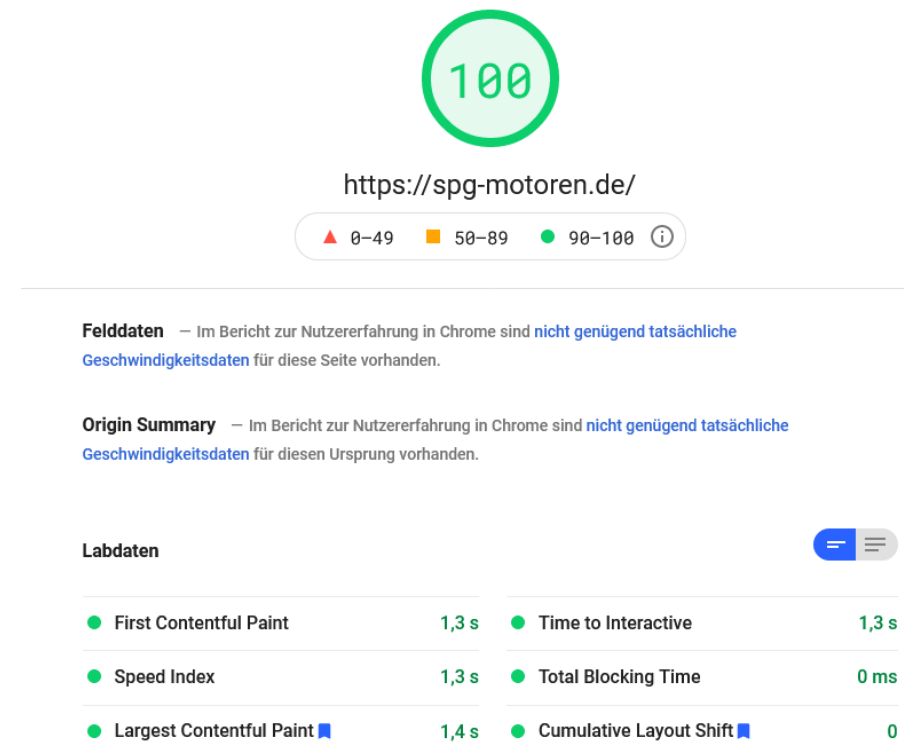 100
https://spg-motoren.de/
0–49 50–89 90–100
Felddaten — Im Bericht zur Nutzererfahrung in Chrome sind nicht genügend tatsächliche
Geschwindigkeitsdaten für diese Seite vorhanden.
Origin Summary — Im Bericht zur Nutzererfahrung in Chrome sind nicht genügend tatsächliche
Geschwindigkeitsdaten für diesen Ursprung vorhanden.
Labdaten
First Contentful Paint 1,3 s
Time to Interactive 1,3 s
Speed Index 1,3 s
Total Blocking Time 0 ms
Largest Contentful Paint 1,4 s
Cumulative Layout Shift 0